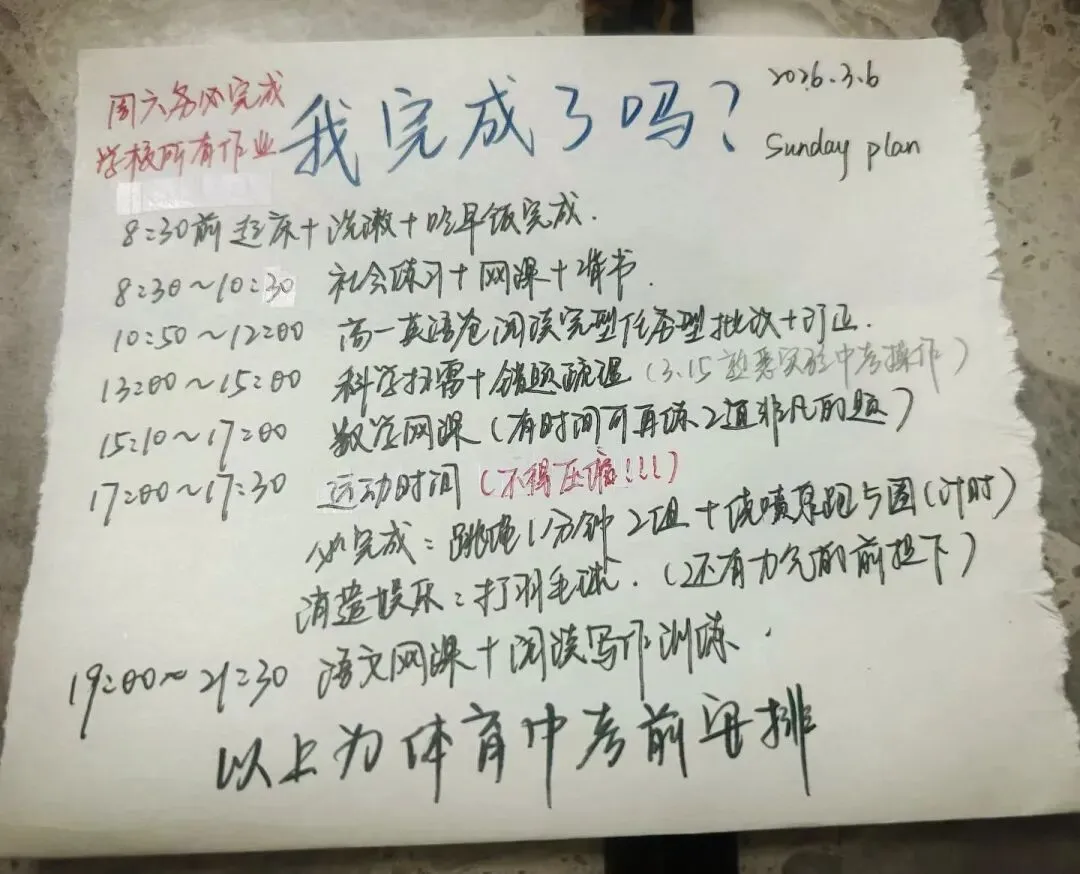 周六务必完成
学校所有作业
我完成了吗?
2026.3.6
Sunday plan
8:30前起床+洗漱+吃早饭完成.
8:30~10:30 社会练习+网课+背书.
10:50~12:00 高一英语卷阅读完型任务型批改+订正.
13:00~15:00 科学扫雷+错题疏理(3.15 熟悉实验中考操作)
15:10~17:00 数学网课(有时间可再练2道非凡的题)
17:00~17:30 运动时间(不得压缩!!!)
必完成:跳绳1分钟2组+绕喷泉跑5圈(计时)
消遣娱乐:打羽毛球.(还有力气的前提下)
19:00~21:30 语文网课+阅读写作训练.
以上为体育中考前安排